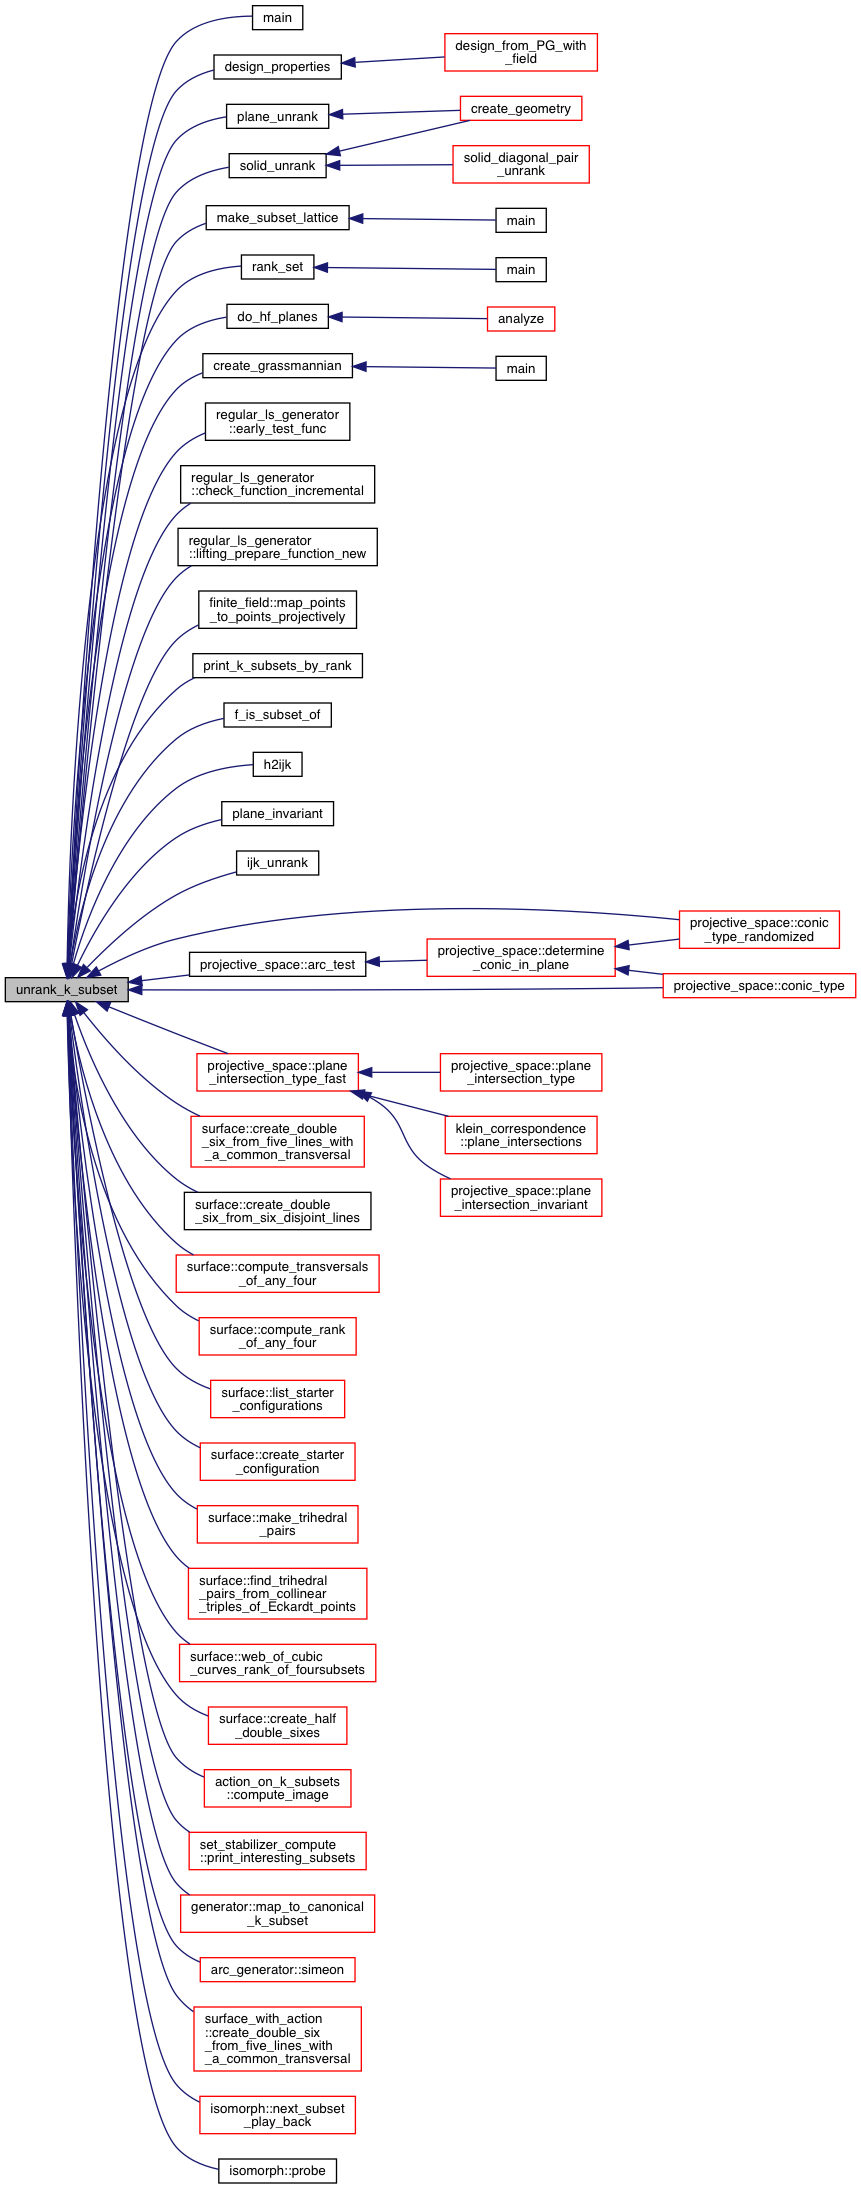 main
design_properties
design_from_PG_with
_field
plane_unrank
create_geometry
solid_unrank
solid_diagonal_pair
_unrank
make_subset_lattice
main
rank_set
main
do_hf_planes
analyze
create_grassmannian
main
regular_ls_generator
::early_test_func
regular_ls_generator
::check_function_incremental
regular_ls_generator
::lifting_prepare_function_new
finite_field::map_points
_to_points_projectively
print_k_subsets_by_rank
f_is_subset_of
h2ijk
plane_invariant
ijk_unrank
projective_space::conic
_type_randomized
projective_space::arc_test
projective_space::determine
_conic_in_plane
unrank_k_subset
projective_space::conic_type
projective_space::plane
_intersection_type_fast
projective_space::plane
_intersection_type
surface::create_double
_six_from_five_lines_with
_a_common_transversal
klein_correspondence
::plane_intersections
surface::create_double
_six_from_six_disjoint_lines
projective_space::plane
_intersection_invariant
surface::compute_transversals
_of_any_four
surface::compute_rank
_of_any_four
surface::list_starter
_configurations
surface::create_starter
_configuration
surface::make_trihedral
_pairs
surface::find_trihedral
_pairs_from_collinear
_triples_of_Eckardt_points
surface::web_of_cubic
_curves_rank_of_foursubsets
surface::create_half
_double_sixes
action_on_k_subsets
::compute_image
set_stabilizer_compute
::print_interesting_subsets
generator::map_to_canonical
_k_subset
arc_generator::simeon
surface_with_action
::create_double_six
_from_five_lines_with
_a_common_transversal
isomorph::next_subset
_play_back
isomorph::probe